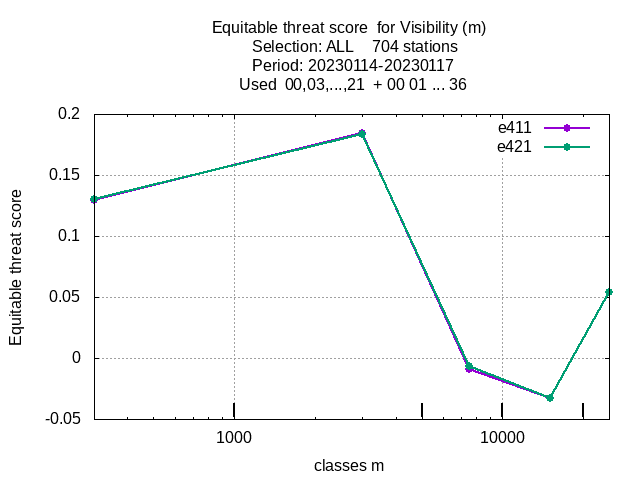 Equitable threat score  for Visibility (m)
Selection: ALL    704 stations
Period: 20230114-20230117
Used  00,03,...,21  + 00 01 ... 36
e411
e421
0.2
0.15
0.1
0.05
0
-0.05
Equitable threat score
1000
10000
classes m